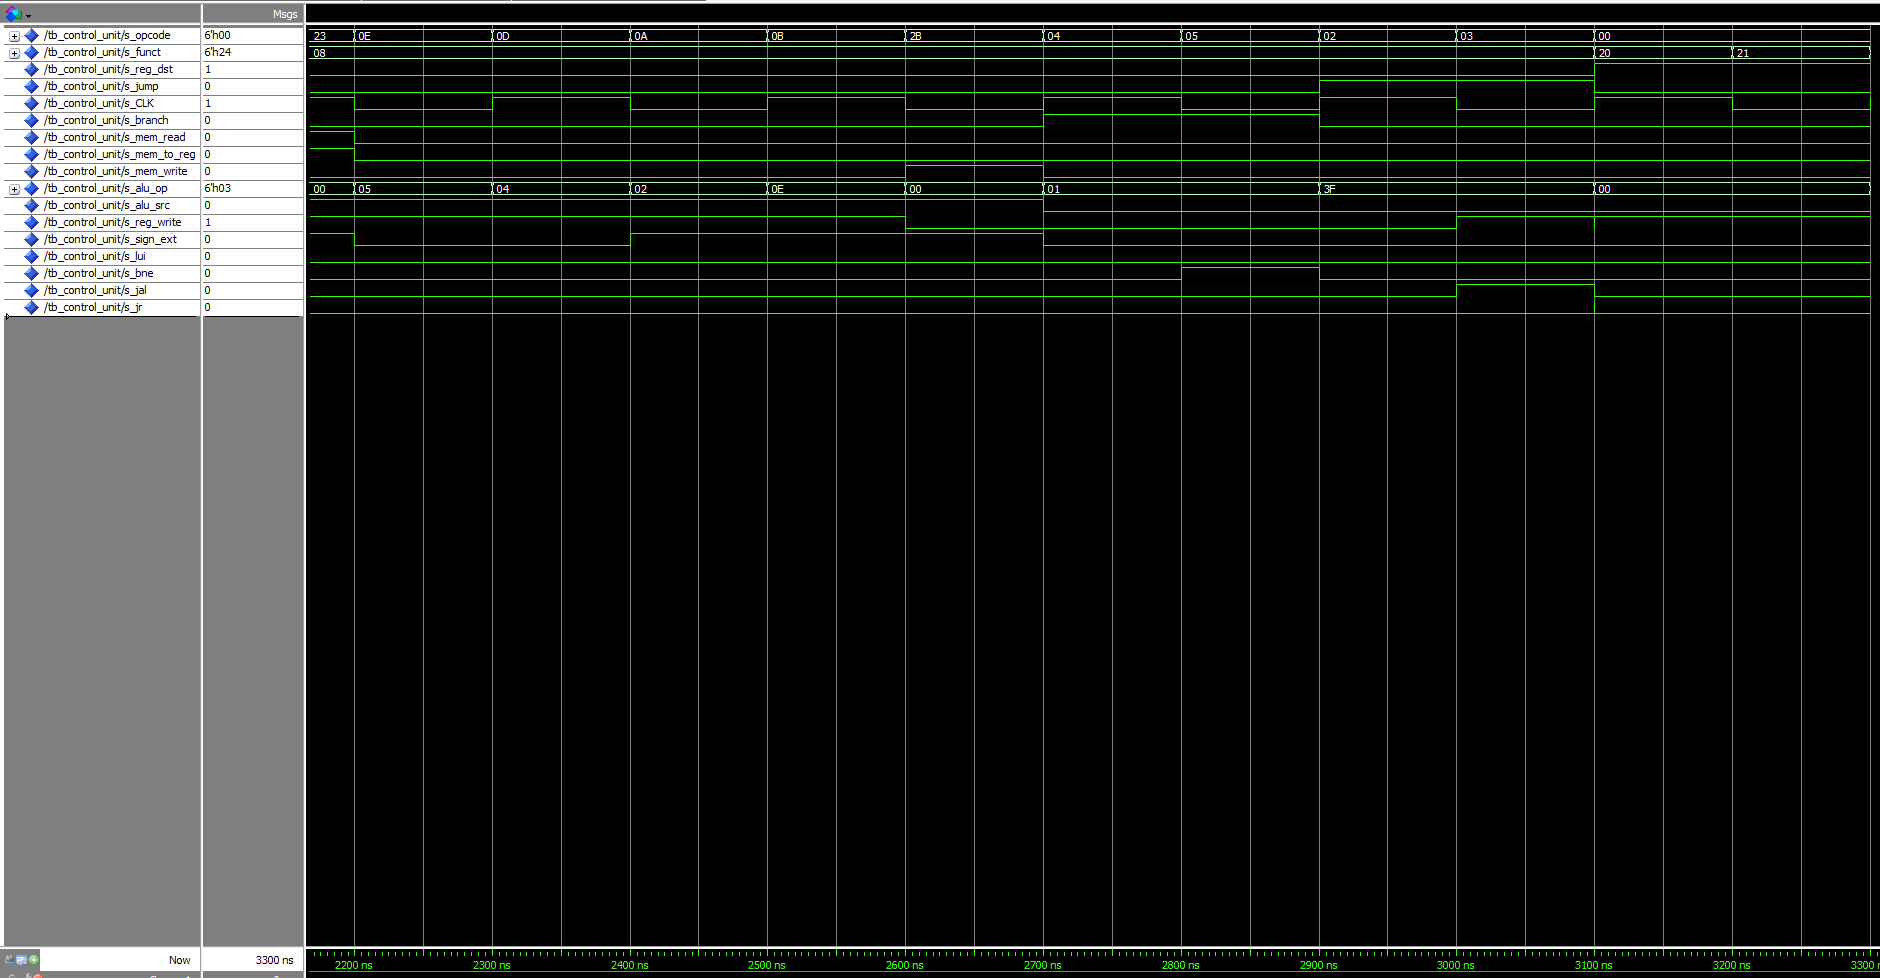 Msgs
/tb_control_unit/s_opcode 6'h00 23 0E 0D 0A 0B 2B 04 05 02 03 00
/tb_control_unit/s_funct 6'h24 08 20 21
/tb_control_unit/s_reg_dst 1
/tb_control_unit/s_jump 0
/tb_control_unit/s_CLK 1
/tb_control_unit/s_branch 0
/tb_control_unit/s_mem_read 0
/tb_control_unit/s_mem_to_reg 0
/tb_control_unit/s_mem_write 0
/tb_control_unit/s_alu_op 6'h03 00 05 04 02 0E 00 01 3F 00
/tb_control_unit/s_alu_src 0
/tb_control_unit/s_reg_write 1
/tb_control_unit/s_sign_ext 0
/tb_control_unit/s_lui 0
/tb_control_unit/s_bne 0
/tb_control_unit/s_jal 0
/tb_control_unit/s_jr 0
Now 3300 ns 2200 ns 2300 ns 2400 ns 2500 ns 2600 ns 2700 ns 2800 ns 2900 ns 3000 ns 3100 ns 3200 ns 3300